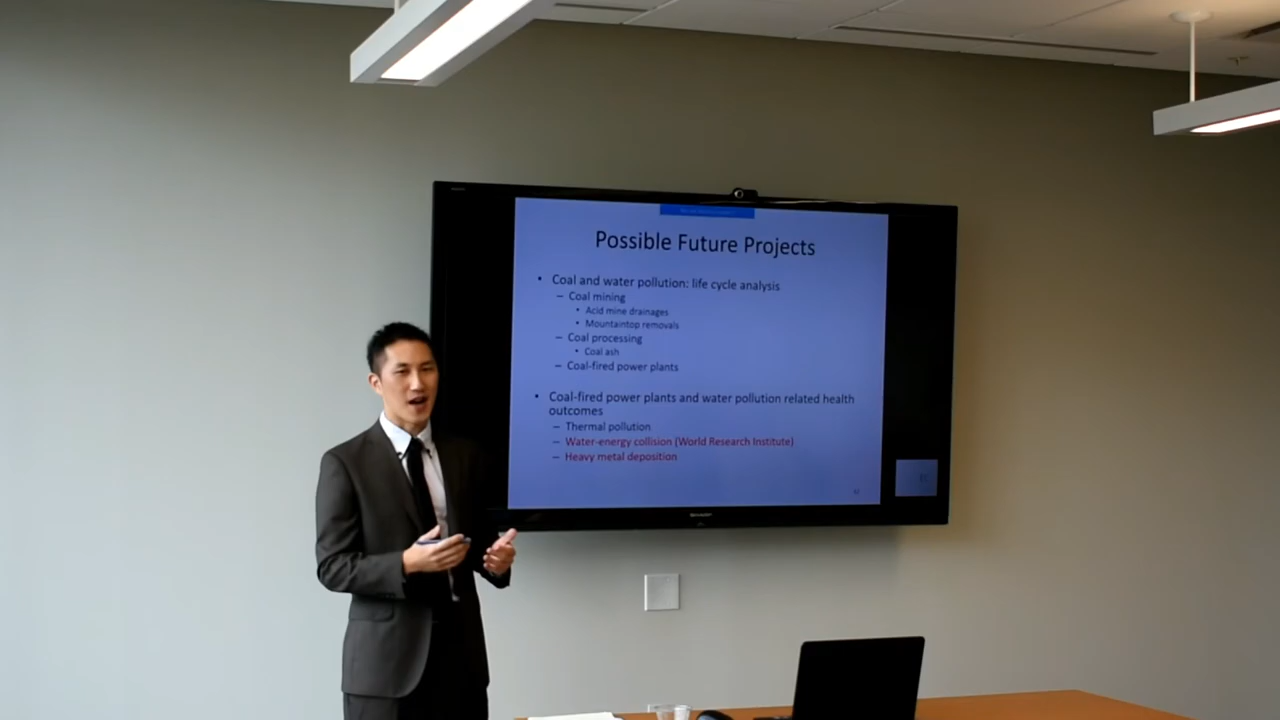 Possible Future Projects
• Coal and water pollution: life cycle analysis
– Coal mining
• Acid mine drainages
• Mountaintop removals
– Coal processing
• Coal ash
– Coal-fired power plants
• Coal-fired power plants and water pollution related health
outcomes
– Thermal pollution
– Water-energy collision (World Research Institute)
– Heavy metal deposition
SHARP